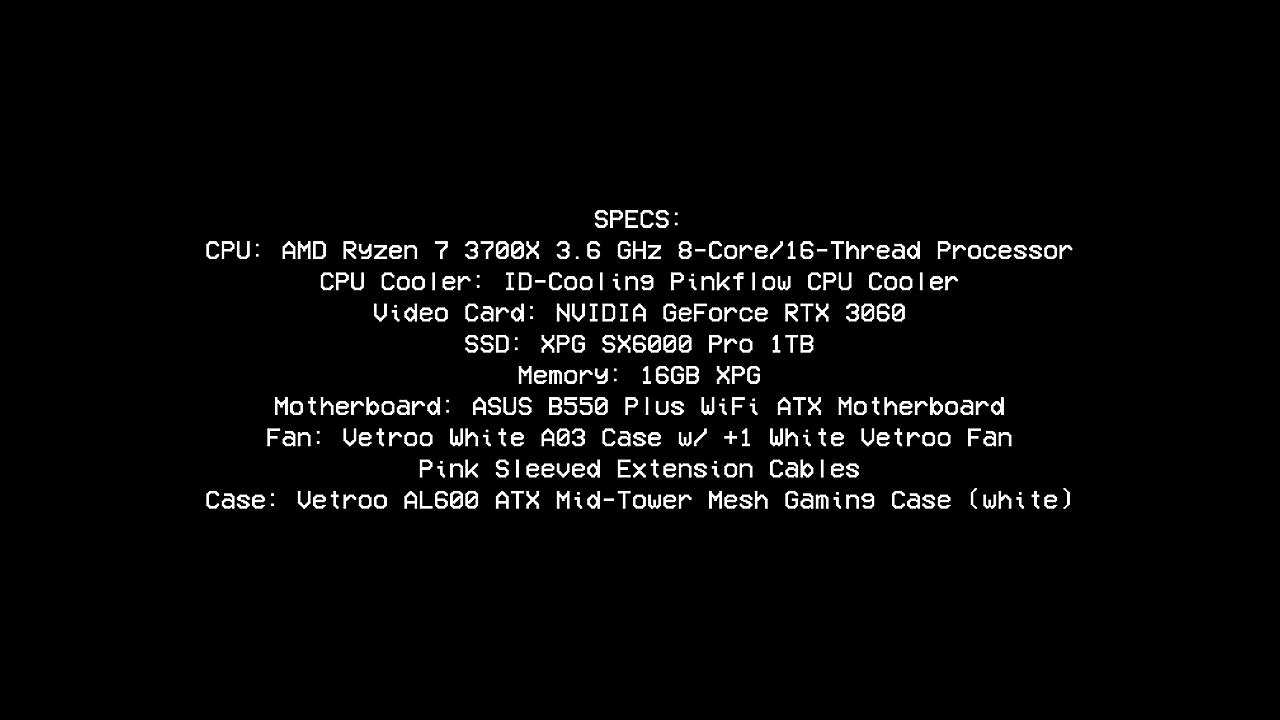 SPECS:
CPU: AMD Ryzen 7 3700X 3.6 GHz 8-Core/16-Thread Processor
CPU Cooler: ID-Cooling Pinkflow CPU Cooler
Video Card: NVIDIA GeForce RTX 3060
SSD: XPG SX6000 Pro 1TB
Memory: 16GB XPG
Motherboard: ASUS B550 Plus WiFi ATX Motherboard
Fan: Vetroo White A03 Case w/ +1 White Vetroo Fan
Pink Sleeved Extension Cables
Case: Vetroo AL600 ATX Mid-Tower Mesh Gaming Case (white)